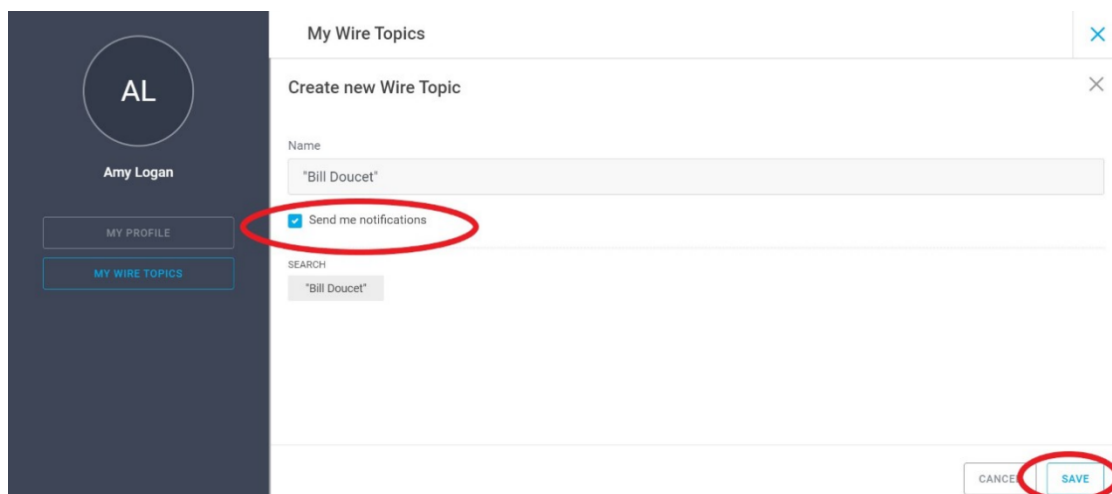 AL
Amy Logan
MY PROFILE
MY WIRE TOPICS
My Wire Topics
Create new Wire Topic
Name
"Bill Doucet"
Send me notifications
SEARCH
"Bill Doucet"
CANCEL
SAVE